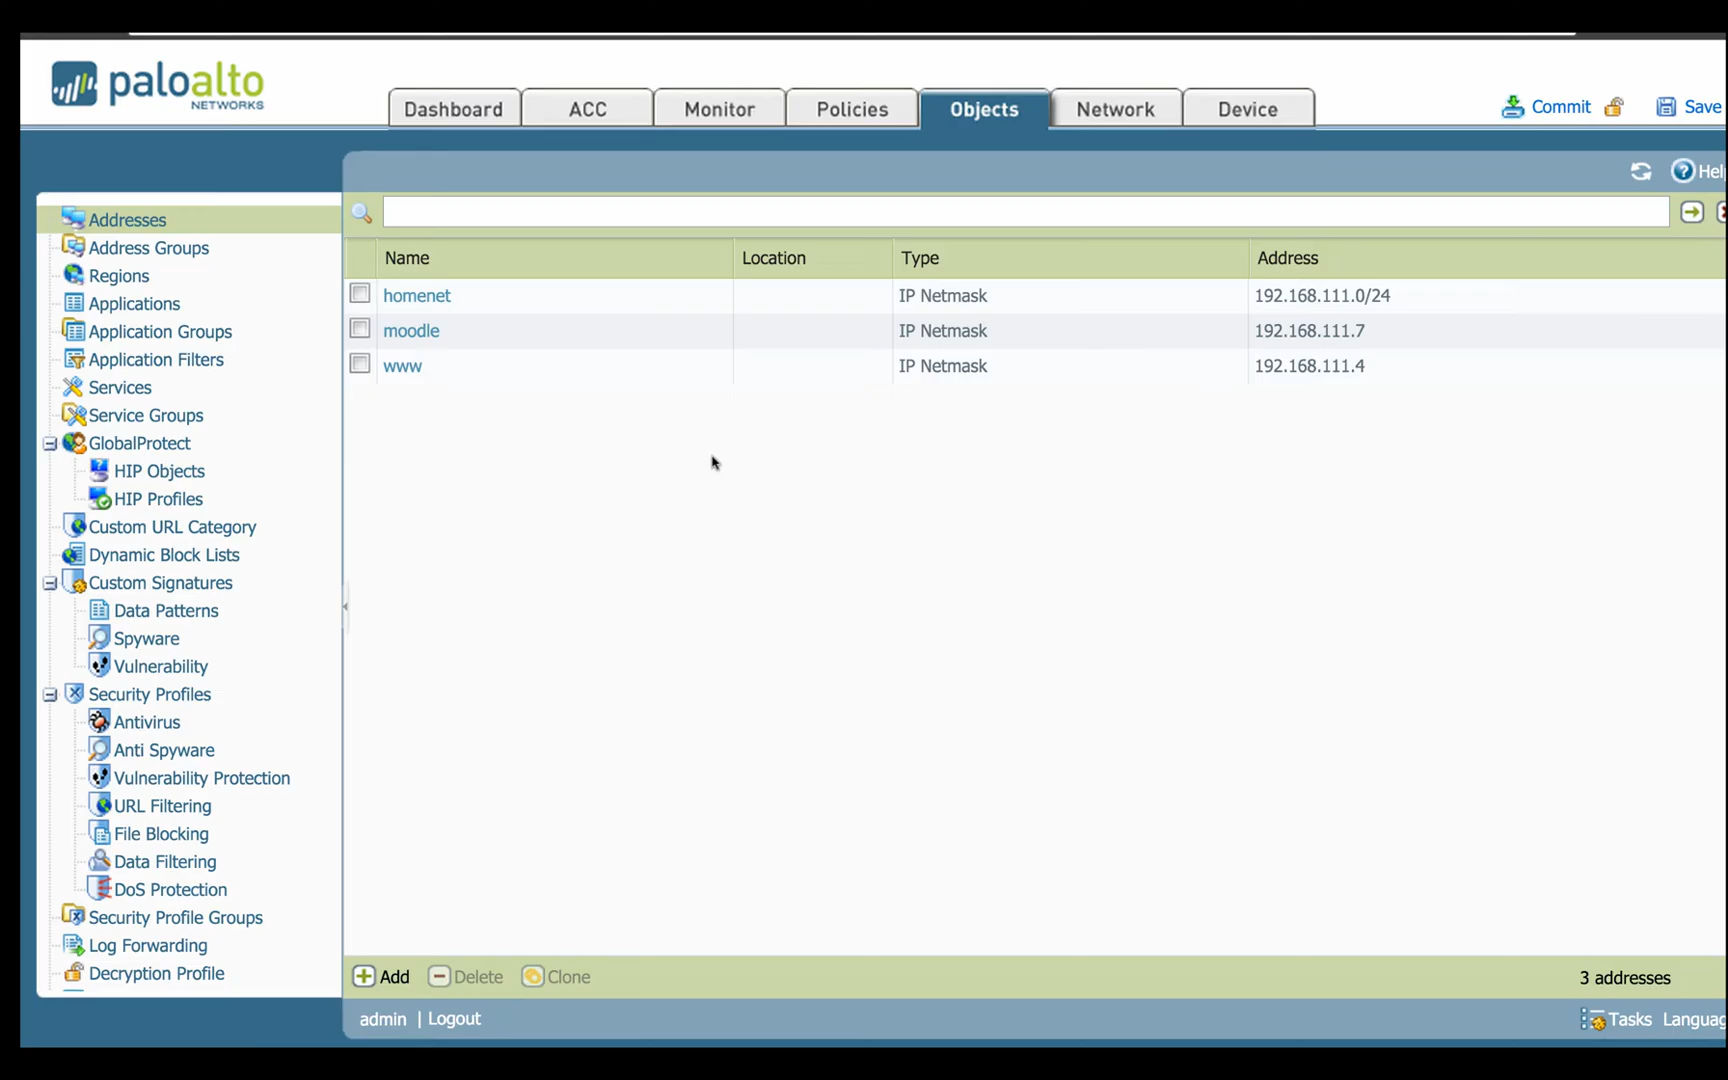 paloalto
NETWORKS
Dashboard ACC Monitor Policies Objects Network Device
Commit Save
Addresses
Address Groups
Regions
Applications
Application Groups
Application Filters
Services
Service Groups
GlobalProtect
HIP Objects
HIP Profiles
Custom URL Category
Dynamic Block Lists
Custom Signatures
Data Patterns
Spyware
Vulnerability
Security Profiles
Antivirus
Anti Spyware
Vulnerability Protection
URL Filtering
File Blocking
Data Filtering
DoS Protection
Security Profile Groups
Log Forwarding
Decryption Profile
Hel
Name Location Type Address
homenet IP Netmask 192.168.111.0/24
moodle IP Netmask 192.168.111.7
www IP Netmask 192.168.111.4
Add Delete Clone 3 addresses
admin | Logout Tasks Languag